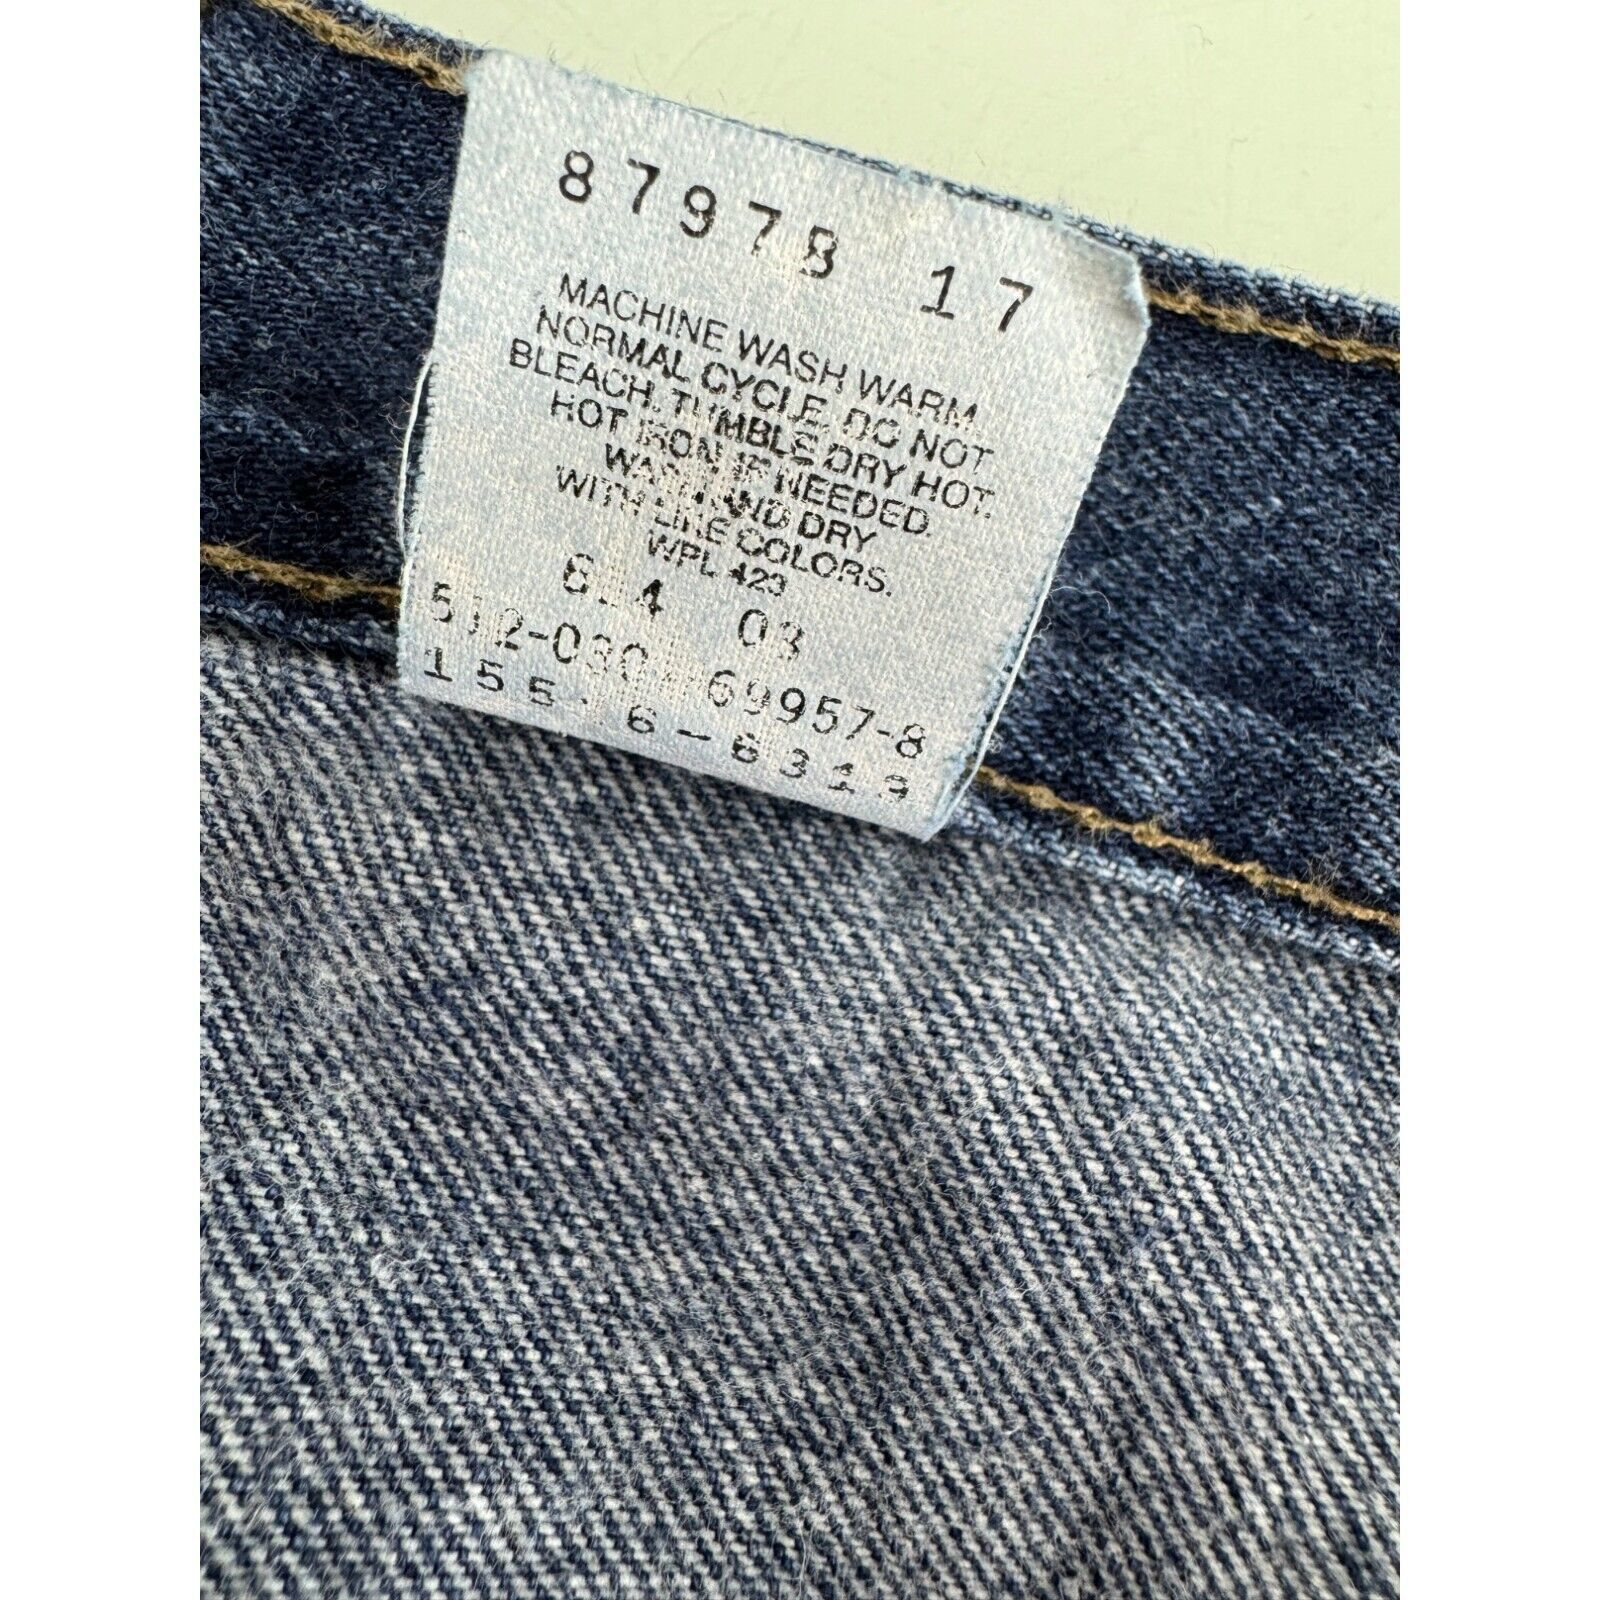 87978 17
MACHINE WASH WARM.
NORMAL CYCLE. DO NOT
BLEACH. TUMBLE DRY HOT.
HOT IRON IF NEEDED.
WASH AND DRY
WITH LIKE COLORS.
WPL 423
03
69957-8